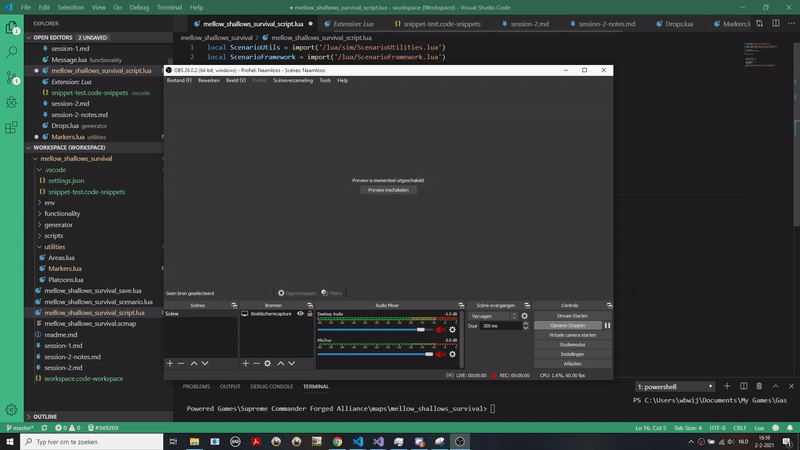 File Edit Selection View Go Debug Terminal Help
● mellow_shallows_survival_script.lua - workspace (Workspace) - Visual Studio Code
EXPLORER
OPEN EDITORS 2 UNSAVED
session-1.md
Message.lua functionality
mellow_shallows_survival_script.lua
Extension: Lua
snippet-test.code-snippets .vscode
session-2.md
session-2-notes.md
Drops.lua generator
Markers.lua utilities
WORKSPACE (WORKSPACE)
mellow_shallows_survival
.vscode
settings.json
snippet-test.code-snippets
env
functionality
generator
scripts
utilities
Areas.lua
Markers.lua
Platoons.lua
mellow_shallows_survival_save.lua
mellow_shallows_survival_scenario.lua
mellow_shallows_survival_script.lua
mellow_shallows_survival.scmap
readme.md
session-1.md
session-2-notes.md
session-2.md
workspace.code-workspace
OUTLINE
mellow_shallows_survival_script.lua
Extension: Lua
snippet-test.code-snippets
session-2.md
session-2-notes.md
Drops.lua
Markers.l
mellow_shallows_survival > mellow_shallows_survival_script.lua
1 local ScenarioUtils = import('/lua/sim/ScenarioUtilities.lua')
2 local ScenarioFramework = import('/lua/ScenarioFramework.lua')
OBS 26.0.2 (64-bit, windows) - Profiel: Naamloos - Scènes: Naamloos
Bestand (F) Bewerken Beeld (V) Profiel Scèneverzameling Tools Help
Preview is momenteel uitgeschakeld
Preview inschakelen
Geen bron geselecteerd
Eigenschappen Filters
Scènes
Bronnen
Audio Mixer
Scène-overgangen
Controls
Scène
Beeldschermcapture
Desktop Audio
Mic/Aux 0.0 dB
Vervagen
Duur 300 ms
Stream Starten
Opname Stoppen
Virtuele camera starten
Studiomodus
Instellingen
Afsluiten
LIVE: 00:00:00 REC: 00:00:00 CPU: 1.6%, 60.00 fps
PROBLEMS OUTPUT DEBUG CONSOLE TERMINAL
1: powershell
PS C:\Users\bwbij\Documents\My Games\Gas
Powered Games\Supreme Commander Forged Alliance\maps\mellow_shallows_survival>
master* 0 0 #349269
Ln 16, Col 5 Tab Size: 4 UTF-8 CRLF Lua
Typ hier om te zoeken
NLD
16:59
2-2-2021